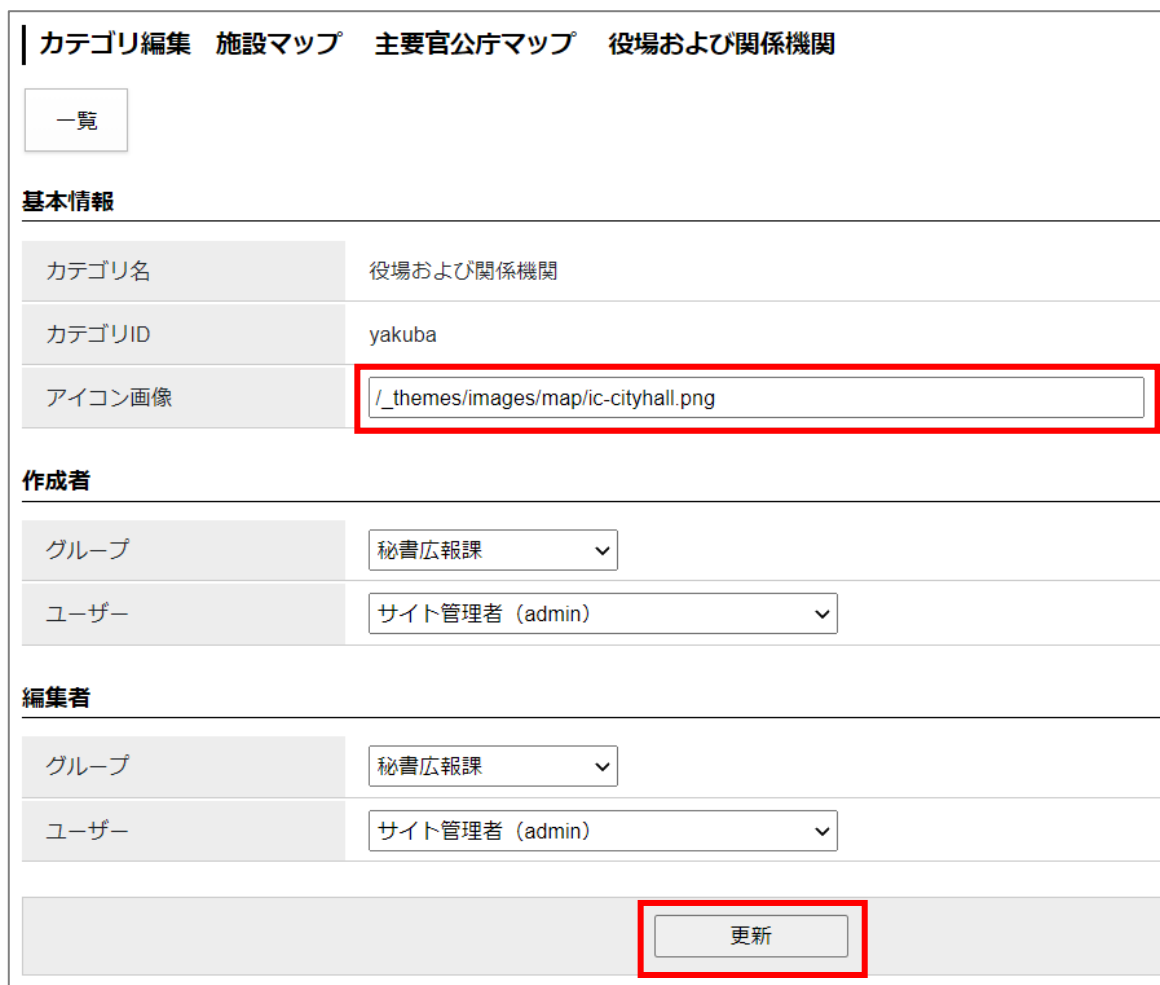 カテゴリ編集　施設マップ　主要官公庁マップ　役場および関係機関
一覧
基本情報
カテゴリ名　役場および関係機関
カテゴリID　yakuba
アイコン画像　/_themes/images/map/ic-cityhall.png
作成者
グループ　秘書広報課
ユーザー　サイト管理者（admin）
編集者
グループ　秘書広報課
ユーザー　サイト管理者（admin）
更新